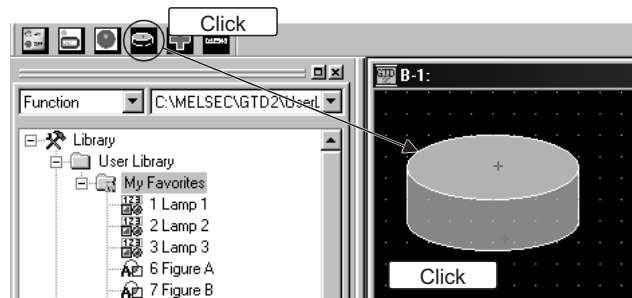 Click
B-1:
Function
C:\MELSEC\GTD2\UserL
Library
User Library
My Favorites
1 Lamp 1
2 Lamp 2
3 Lamp 3
6 Figure A
7 Figure B
Click